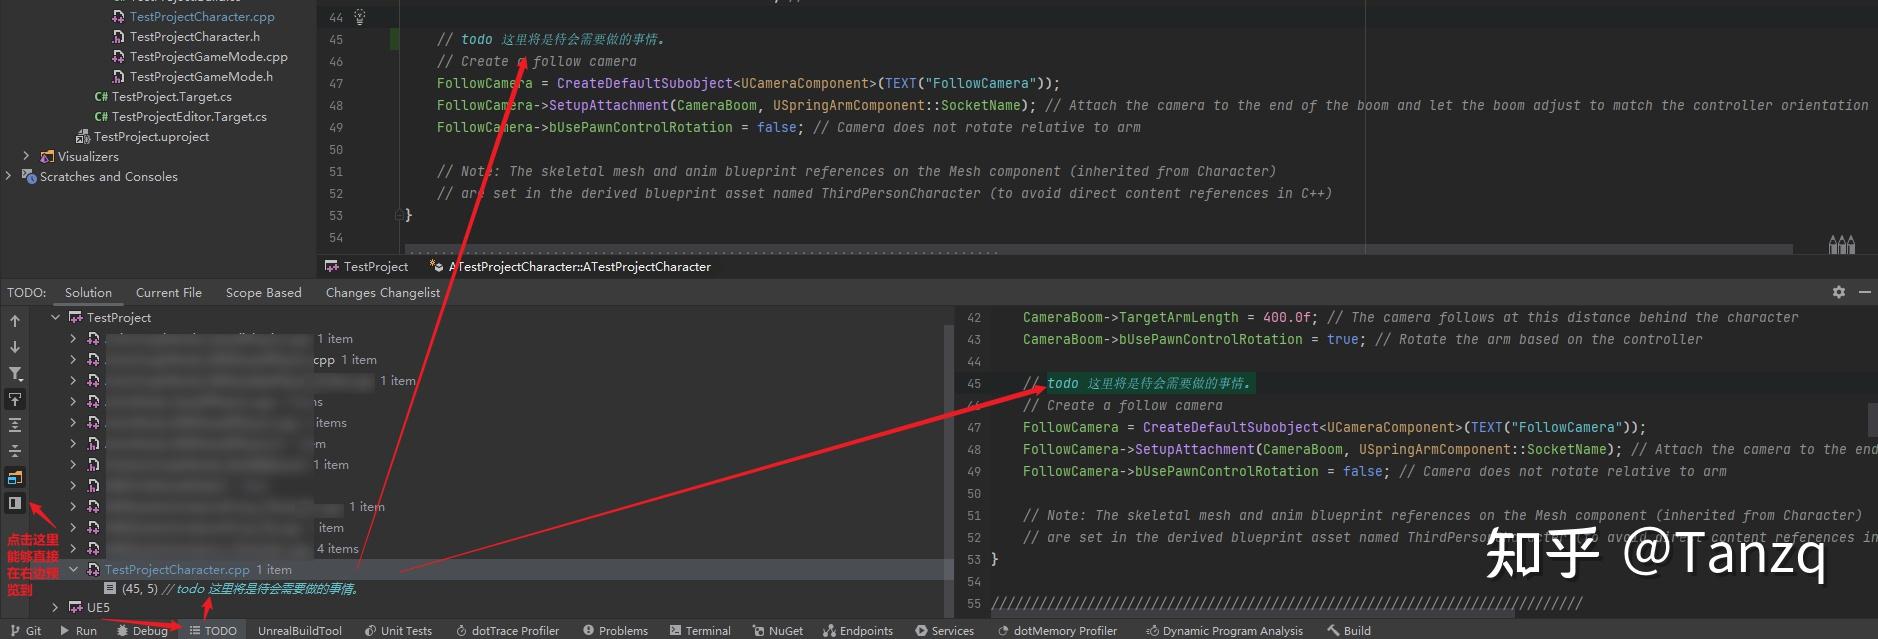 TestProjectCharacter.cpp
TestProjectCharacter.h
TestProjectGameMode.cpp
TestProjectGameMode.h
C# TestProject.Target.cs
C# TestProjectEditor.Target.cs
TestProject.uproject
Visualizers
Scratches and Consoles
44
45 // todo 这里将是待会需要做的事情。
46 // Create a follow camera
47 FollowCamera = CreateDefaultSubobject<UCameraComponent>(TEXT("FollowCamera"));
48 FollowCamera->SetupAttachment(CameraBoom, USpringArmComponent::SocketName); // Attach the camera to the end of the boom and let the boom adjust to match the controller orientation
49 FollowCamera->bUsePawnControlRotation = false; // Camera does not rotate relative to arm
50
51 // Note: The skeletal mesh and anim blueprint references on the Mesh component (inherited from Character)
52 // are set in the derived blueprint asset named ThirdPersonCharacter (to avoid direct content references in C++)
53 }
54
TestProject ATestProjectCharacter::ATestProjectCharacter
TODO: Solution Current File Scope Based Changes Changelist
TestProject
1 item
cpp 1 item
1 item
items
1 item
1 item
item
4 items
TestProjectCharacter.cpp 1 item
(45, 5) // todo 这里将是待会需要做的事情。
UE5
点击这里
能够直接
在右边预
览到
42 CameraBoom->TargetArmLength = 400.0f; // The camera follows at this distance behind the character
43 CameraBoom->bUsePawnControlRotation = true; // Rotate the arm based on the controller
44
45 // todo 这里将是待会需要做的事情。
// Create a follow camera
47 FollowCamera = CreateDefaultSubobject<UCameraComponent>(TEXT("FollowCamera"));
48 FollowCamera->SetupAttachment(CameraBoom, USpringArmComponent::SocketName); // Attach the camera to the end
49 FollowCamera->bUsePawnControlRotation = false; // Camera does not rotate relative to arm
50
51 // Note: The skeletal mesh and anim blueprint references on the Mesh component (inherited from Character)
52 // are set in the derived blueprint asset named ThirdPersonCharacter (to avoid direct content references in
53 }
54
55 //////////////////////////////////////////////////////////////////////////
知乎 @Tanzq
Git Run Debug TODO UnrealBuildTool Unit Tests dotTrace Profiler Problems Terminal NuGet Endpoints Services dotMemory Profiler Dynamic Program Analysis Build